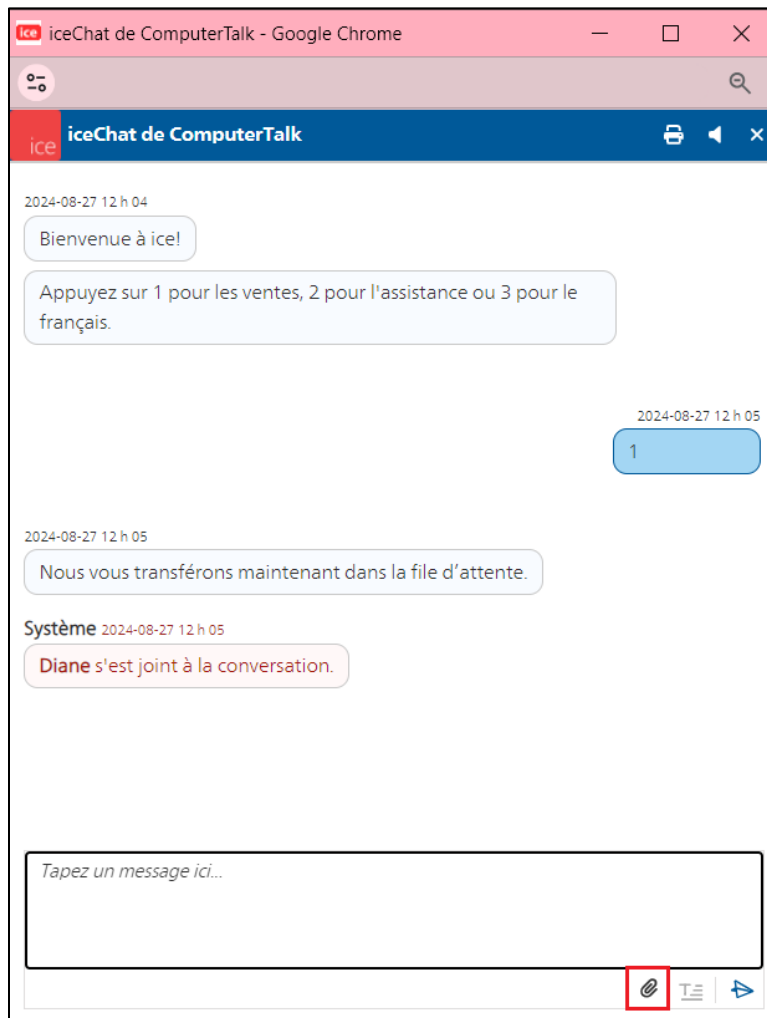 ice iceChat de ComputerTalk - Google Chrome
ice iceChat de ComputerTalk
2024-08-27 12 h 04
Bienvenue à ice!
Appuyez sur 1 pour les ventes, 2 pour l'assistance ou 3 pour le
français.
2024-08-27 12 h 05
1
2024-08-27 12 h 05
Nous vous transférons maintenant dans la file d’attente.
Système 2024-08-27 12 h 05
Diane s'est joint à la conversation.
Tapez un message ici...